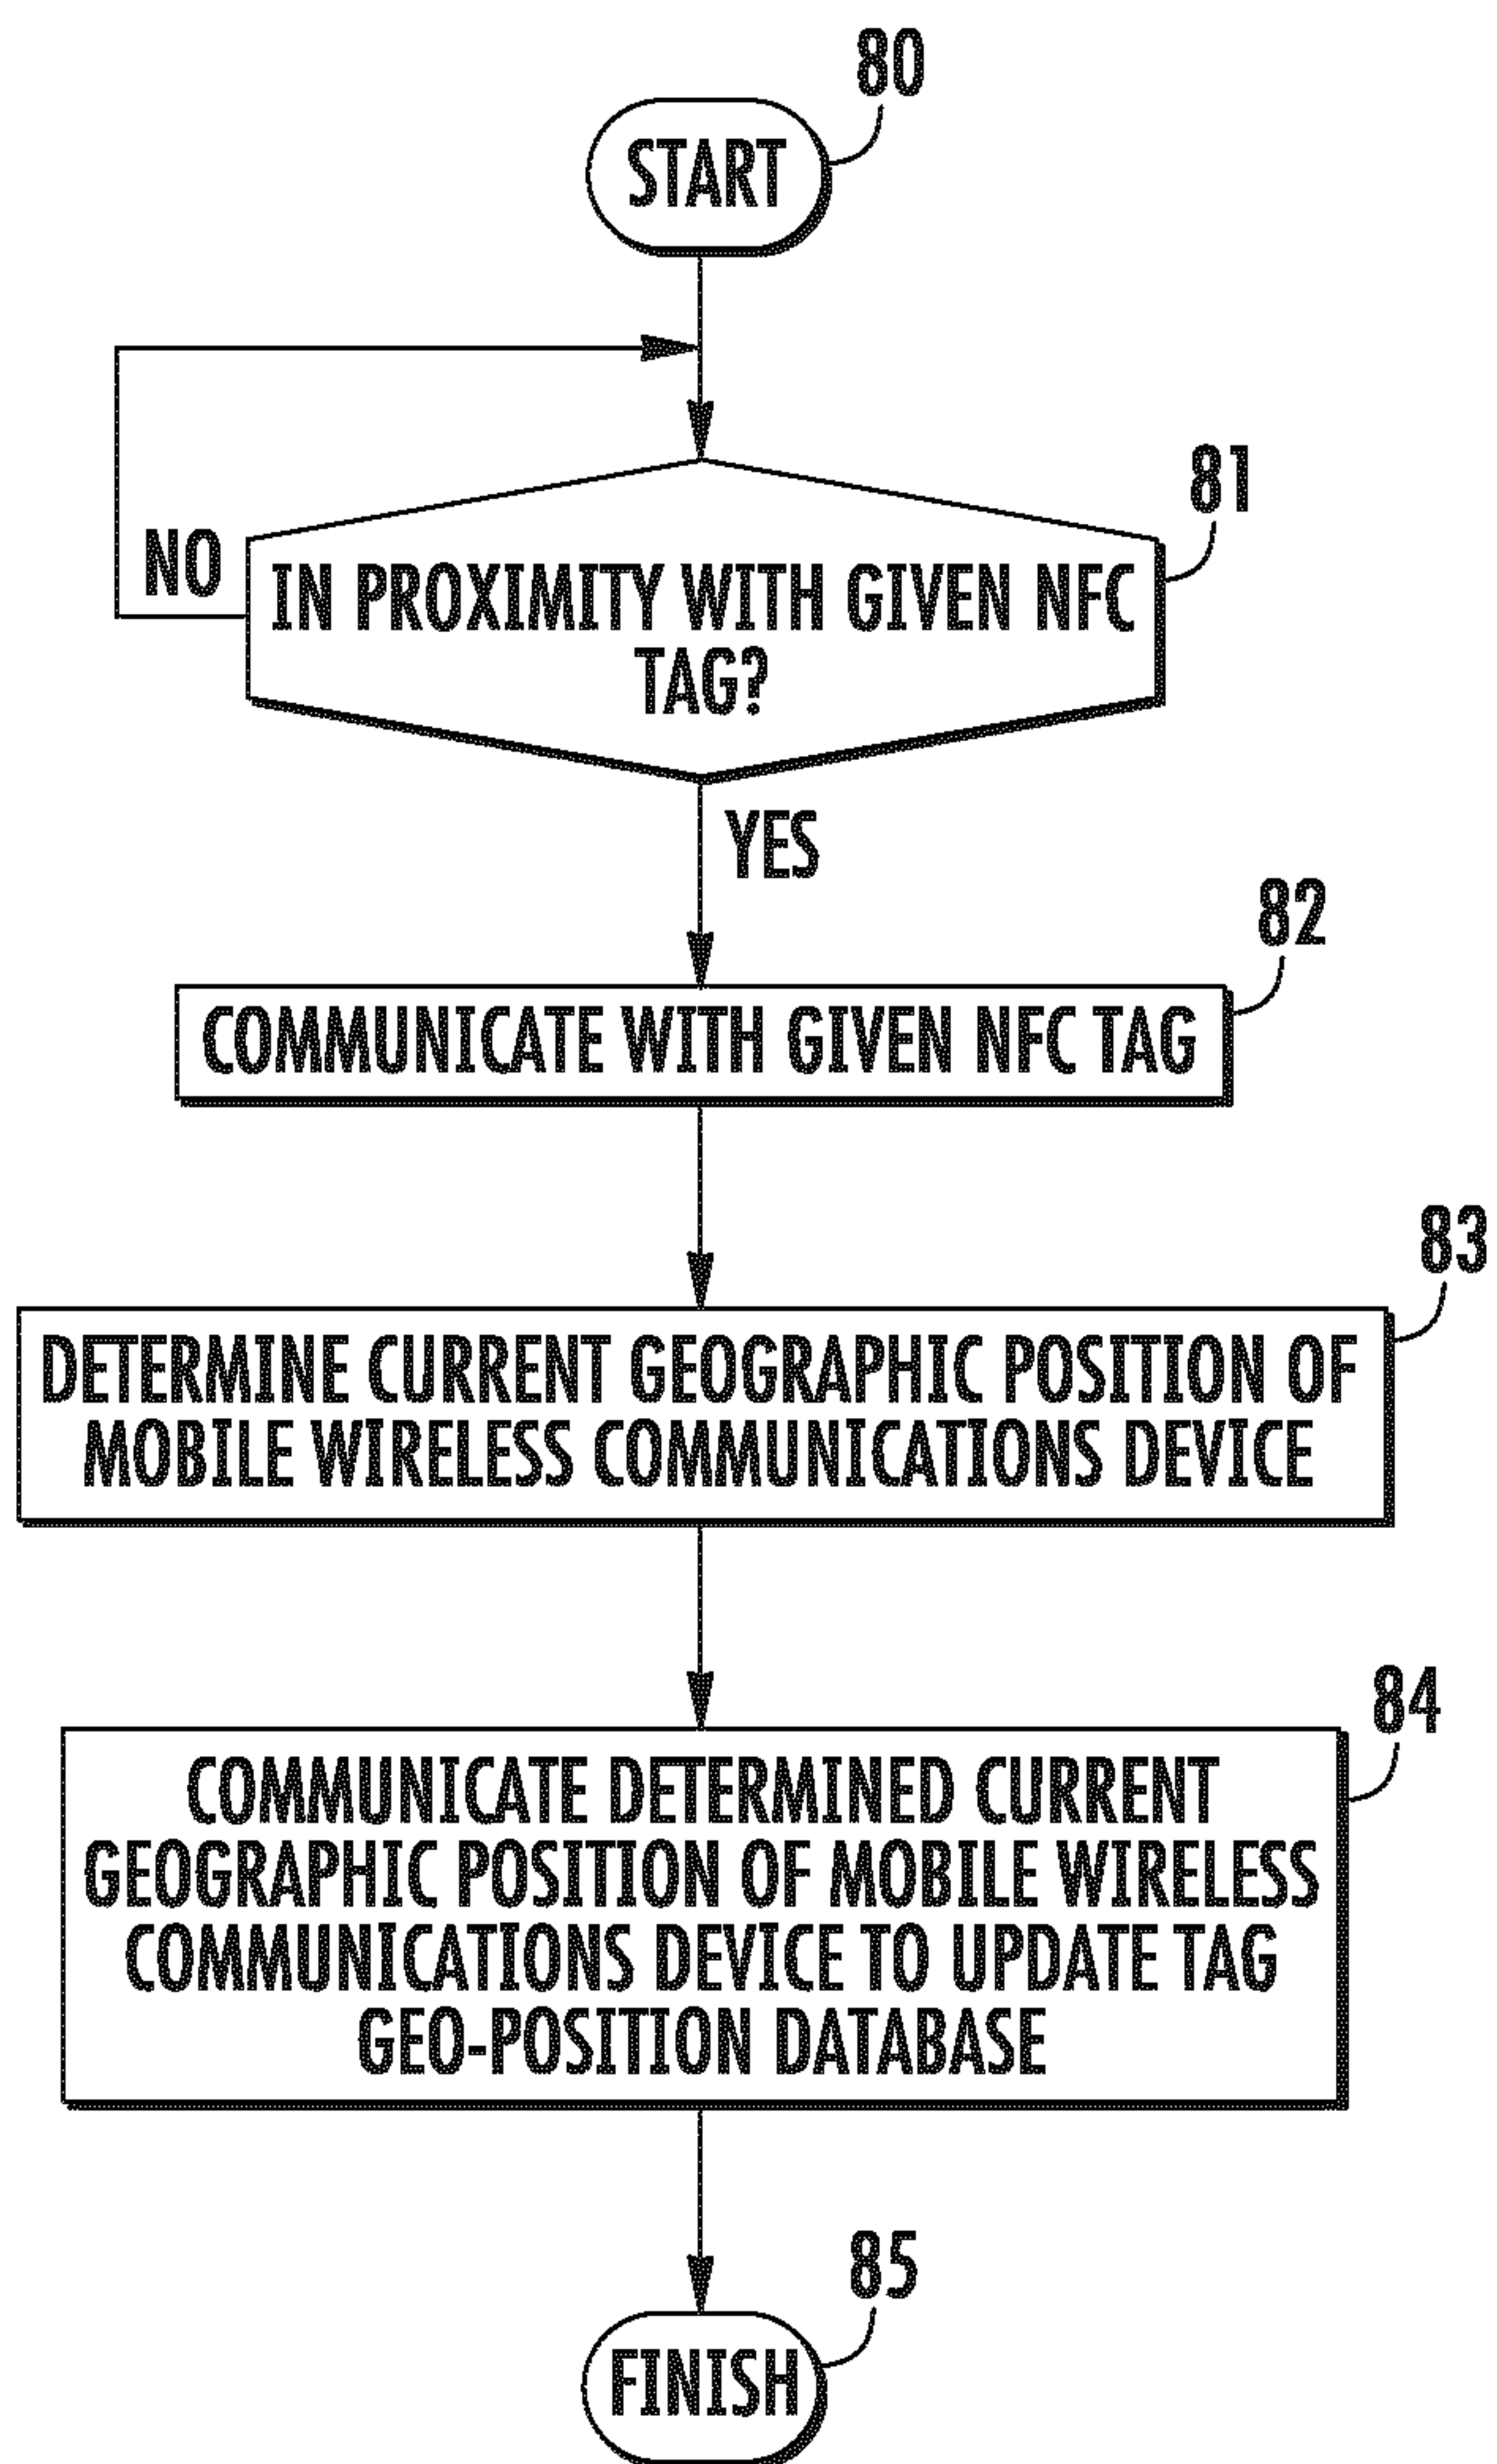 80
START
81
NO
IN PROXIMITY WITH GIVEN NFC
TAG?
YES
82
COMMUNICATE WITH GIVEN NFC TAG
83
DETERMINE CURRENT GEOGRAPHIC POSITION OF
MOBILE WIRELESS COMMUNICATIONS DEVICE
84
COMMUNICATE DETERMINED CURRENT
GEOGRAPHIC POSITION OF MOBILE WIRELESS
COMMUNICATIONS DEVICE TO UPDATE TAG
GEO-POSITION DATABASE
85
FINISH